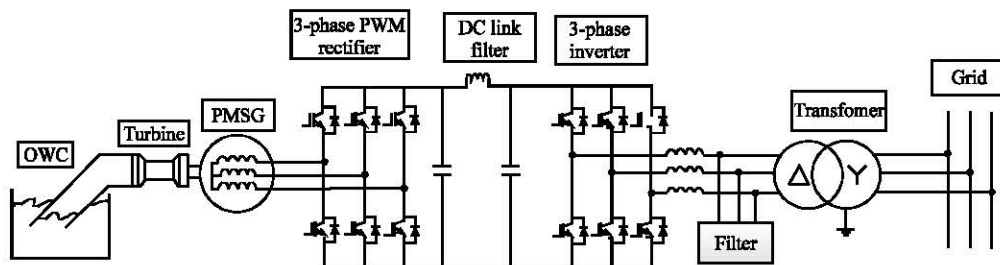 3-phase PWM
rectifier
DC link
filter
3-phase
inverter
Grid
Transfomer
PMSG
Turbine
OWC
Δ
Y
Filter